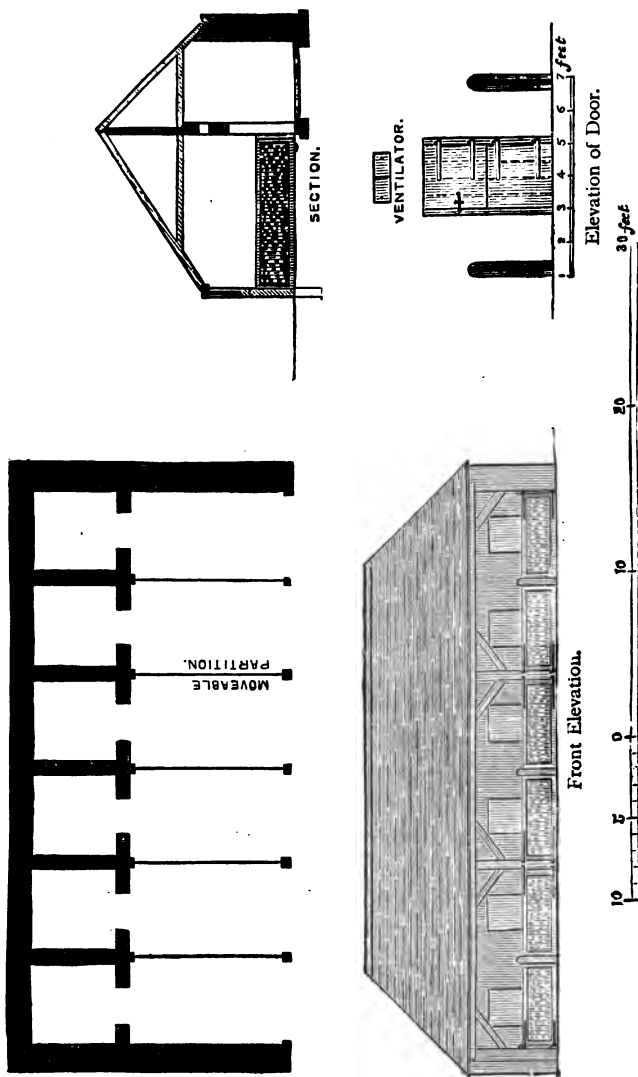 SECTION.
VENTILATOR.
1 2 3 4 5 6 7 feet
Elevation of Door.
MOVEABLE
PARTITION.
Front Elevation.
10 5 0 10 20 30 feet